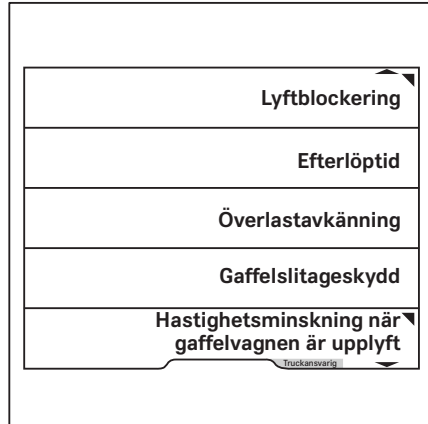 Lyftblockering
Efterlöptid
Överlastavkänning
Gaffelslitageskydd
Hastighetsminskning när
gaffelvagnen är upplyft
Truckansvarig